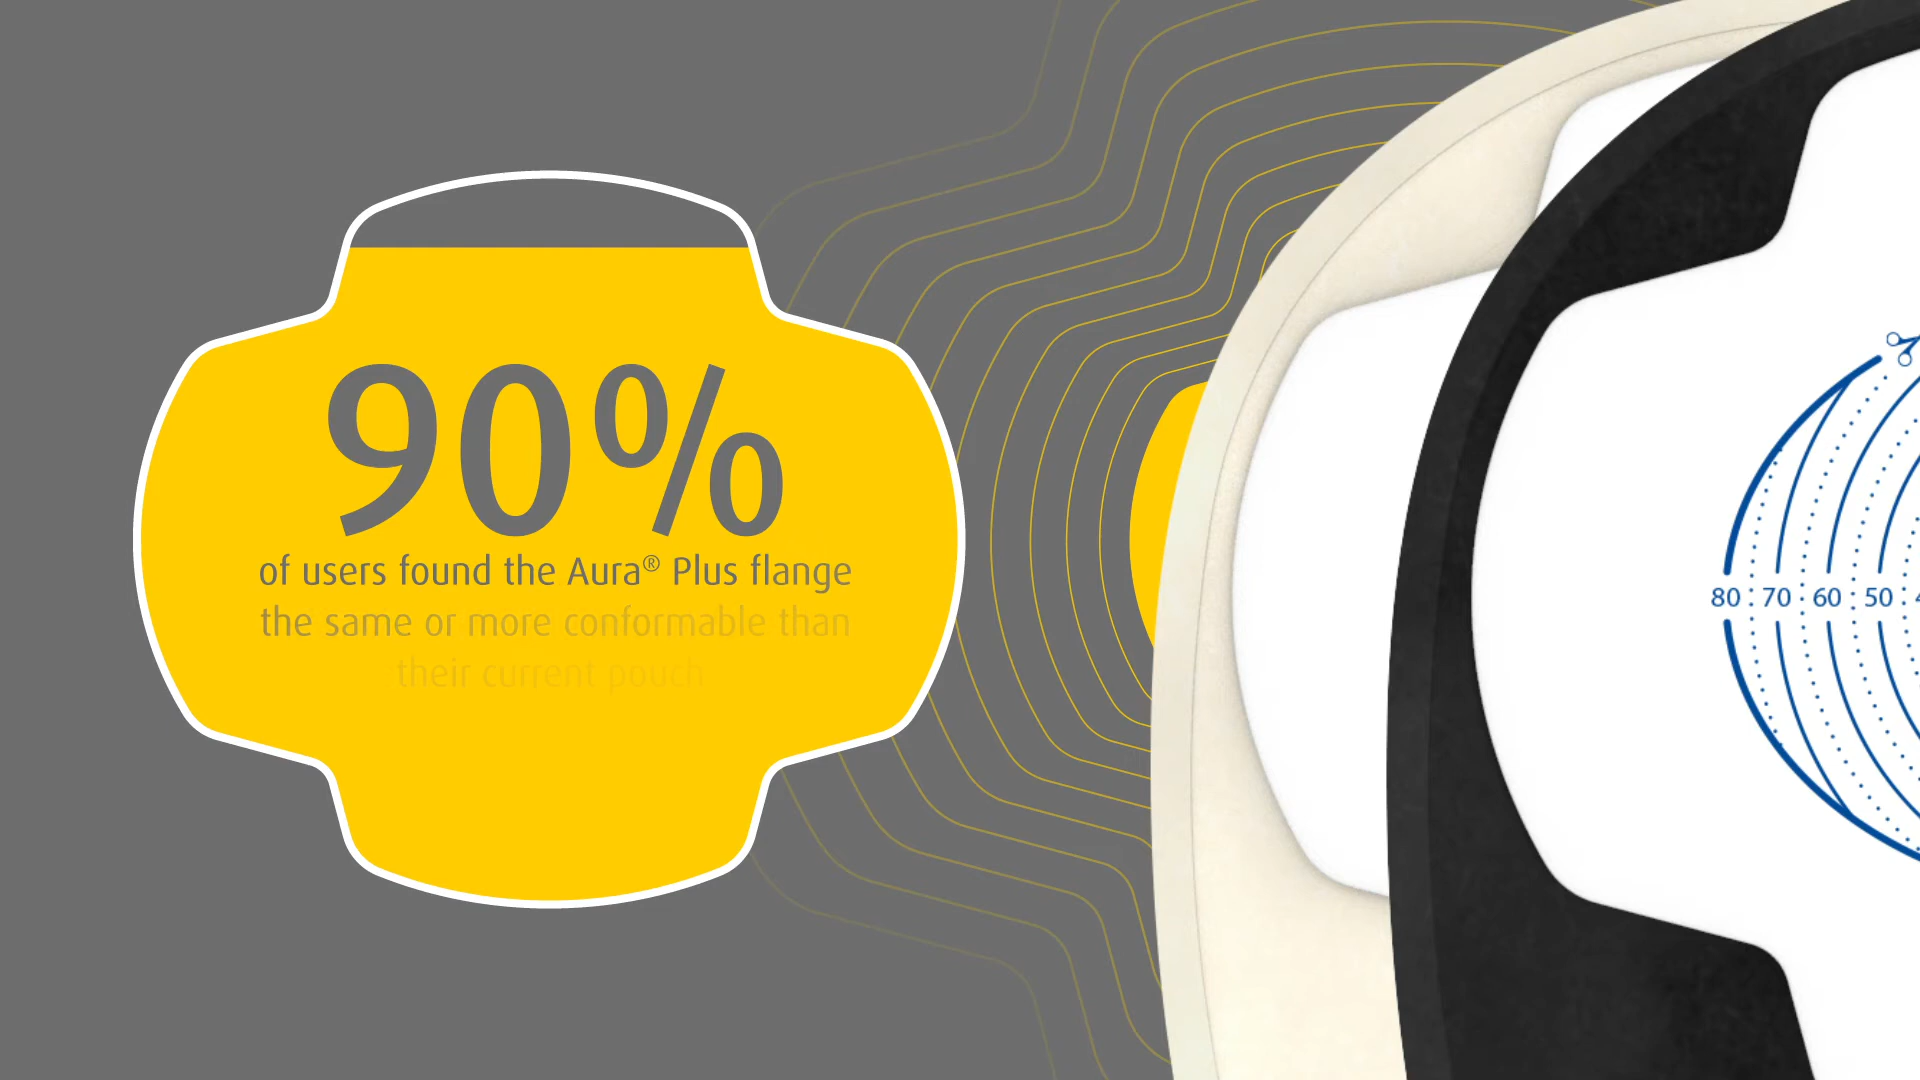 90%
of users found the Aura® Plus flange
the same or more conformable than
their current pouch
80 70 60 50